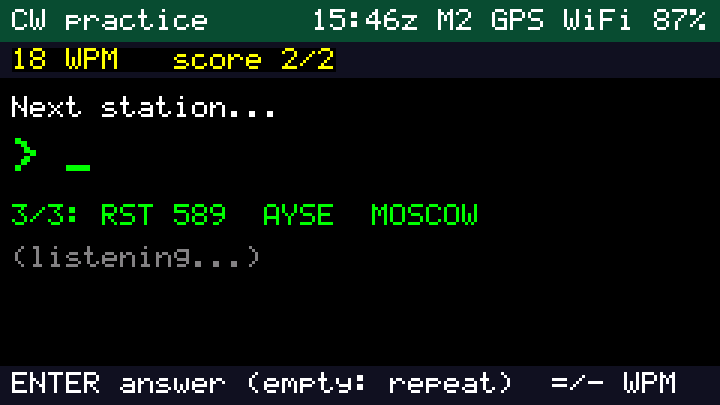 CW practice 15:46z M2 GPS WiFi 87%
18 WPM score 2/2
Next station...
> _
3/3: RST 589 AYSE MOSCOW
(listening...)
ENTER answer (empty: repeat) =/- WPM